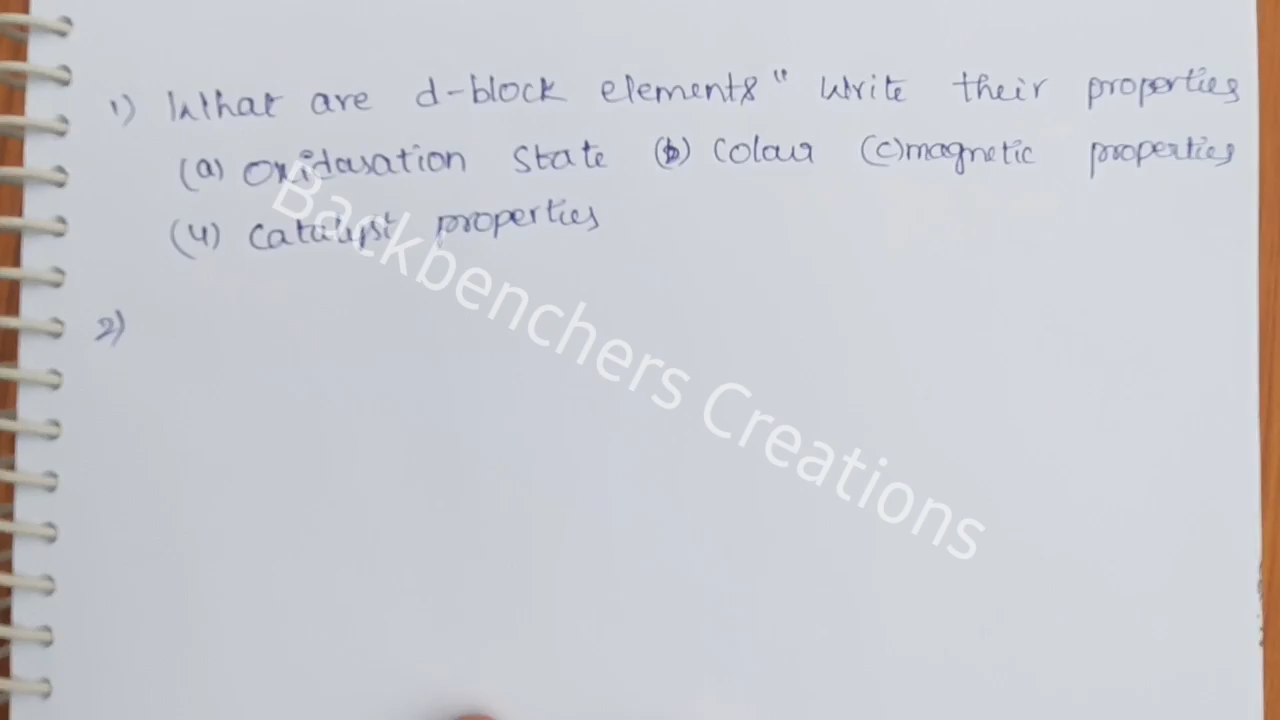 1) What are d-block elements" write their properties
(a) oxidasation state (b) colour (c) magnetic properties
(4) catalyst properties
2)
Backbenchers Creations